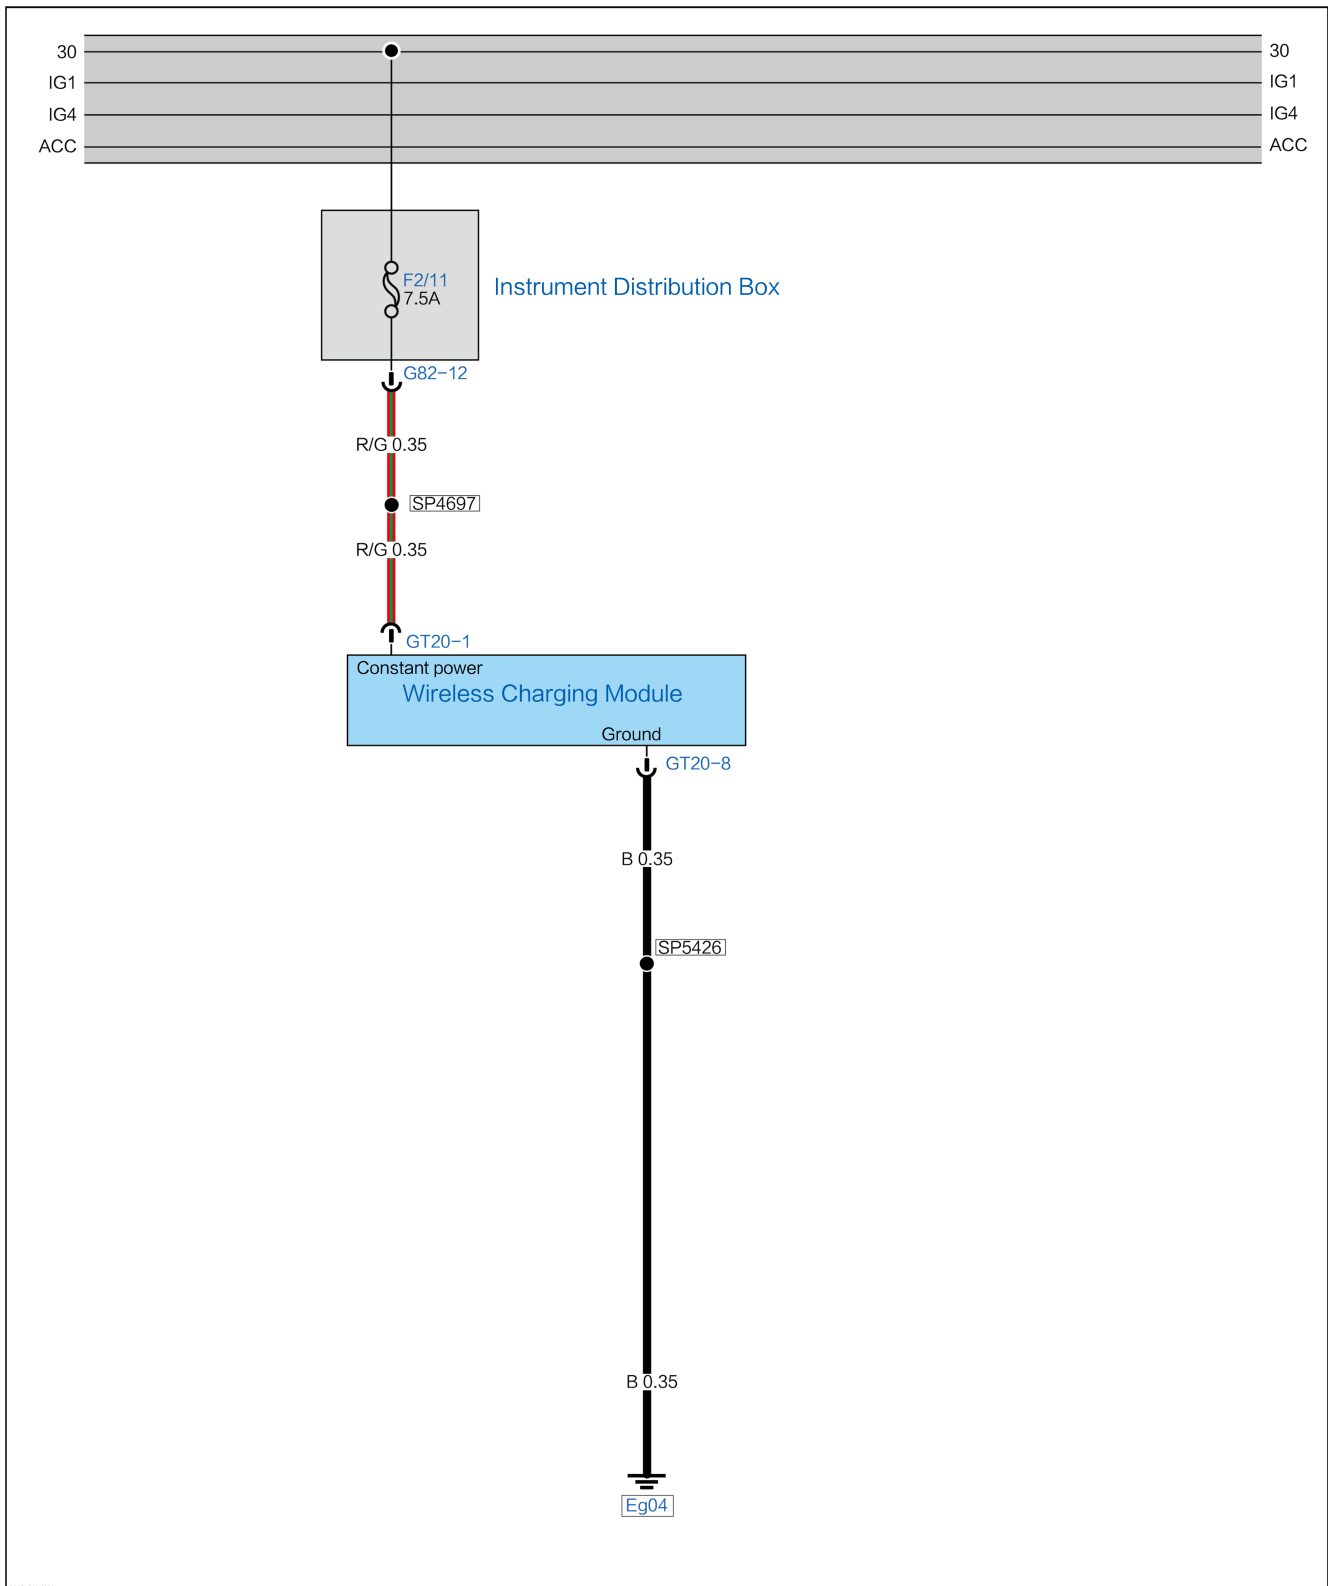 30
30
IG1
IG1
IG4
IG4
ACC
ACC
F2/11
7.5A
Instrument Distribution Box
G82-12
R/G 0.35
SP4697
R/G 0.35
GT20-1
Constant power
Wireless Charging Module
Ground
GT20-8
B 0.35
SP5426
B 0.35
Eg04